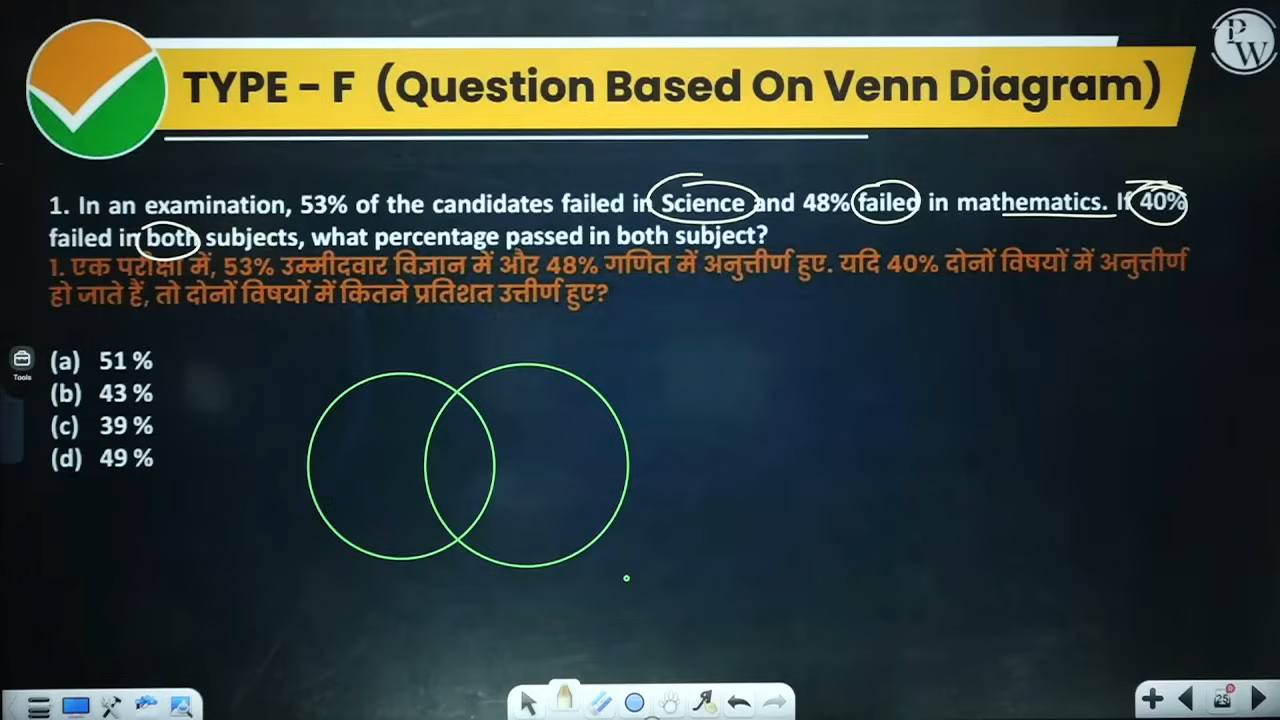 PW
TYPE – F (Question Based On Venn Diagram)
1. In an examination, 53% of the candidates failed in Science and 48% failed in mathematics. If 40%
failed in both subjects, what percentage passed in both subject?
1. एक परीक्षा में, 53% उम्मीदवार विज्ञान में और 48% गणित में अनुत्तीर्ण हुए. यदि 40% दोनों विषयों में अनुत्तीर्ण
हो जाते हैं, तो दोनों विषयों में कितने प्रतिशत उत्तीर्ण हुए?
(a) 51 %
(b) 43 %
(c) 39 %
(d) 49 %
Tools
25